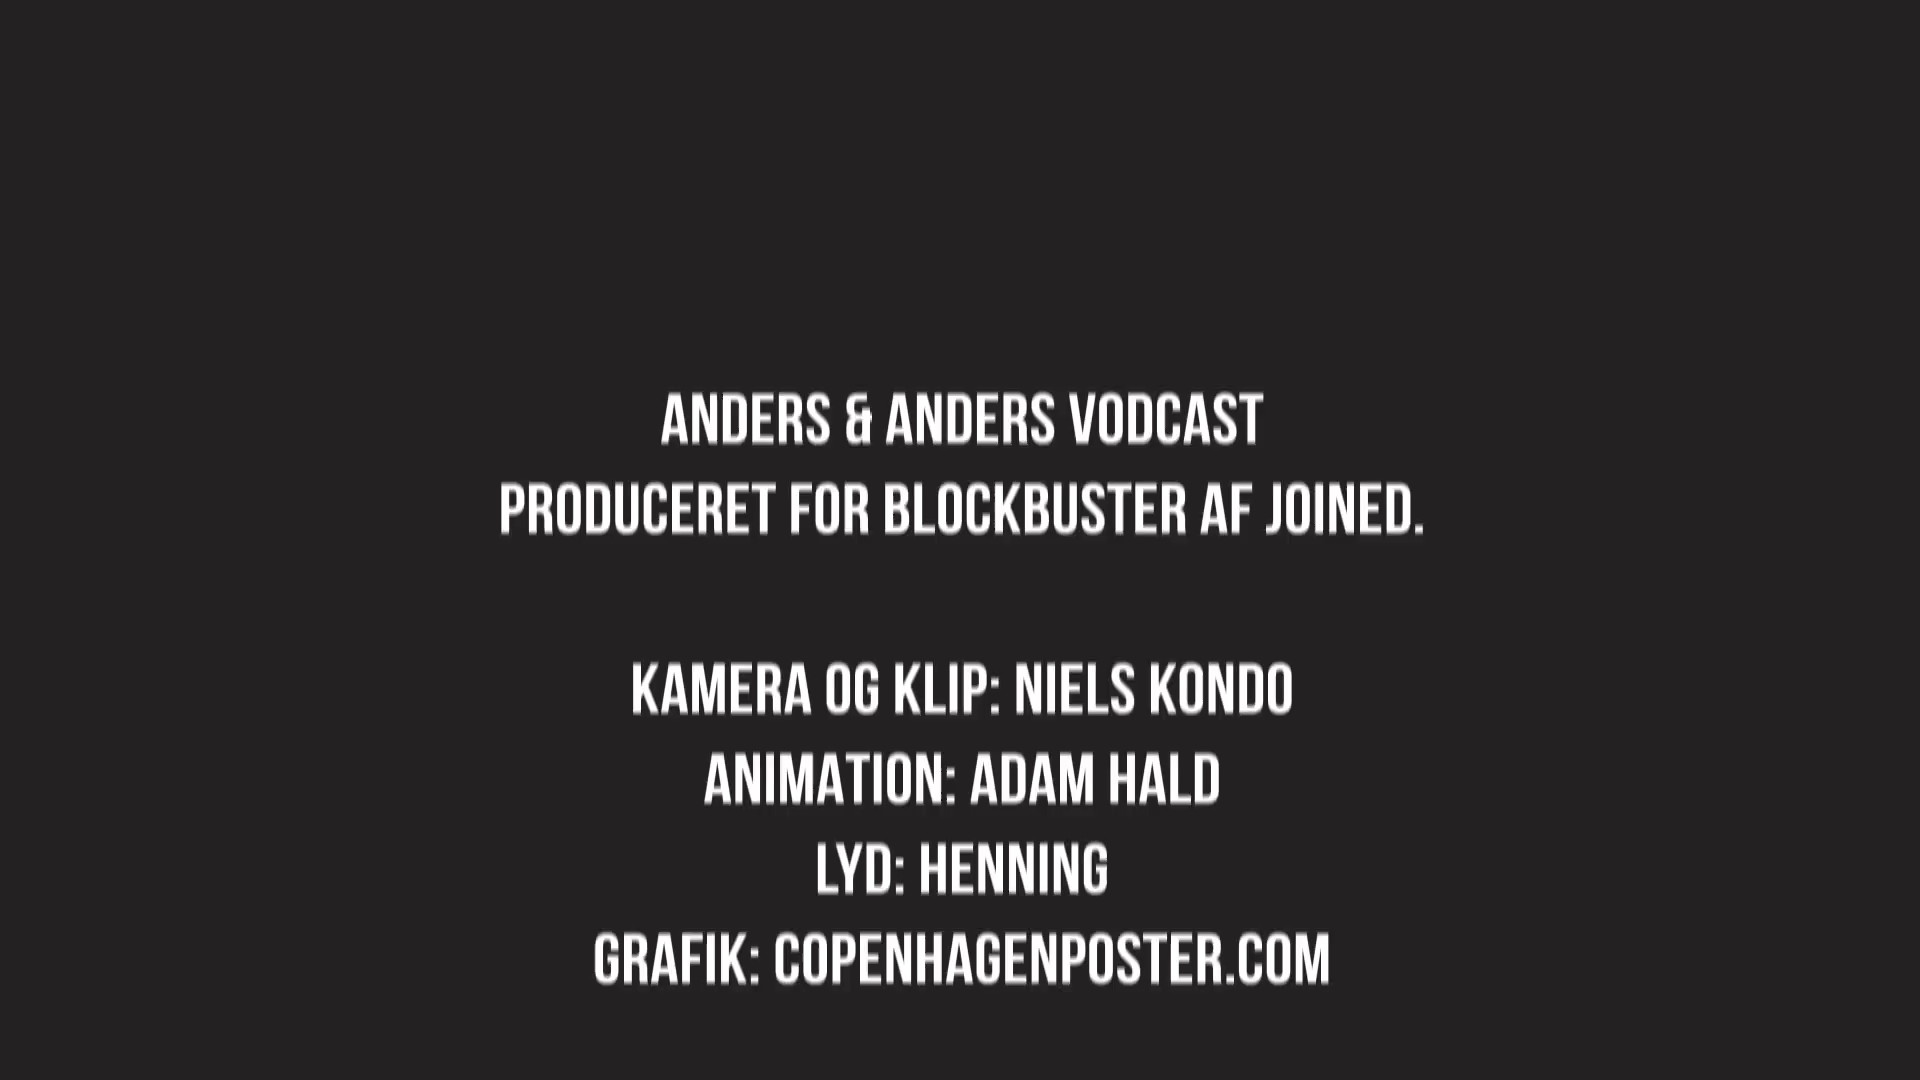 ANDERS & ANDERS VODCAST
PRODUCERET FOR BLOCKBUSTER AF JOINED.
KAMERA OG KLIP: NIELS KONDO
ANIMATION: ADAM HALD
LYD: HENNING
GRAFIK: COPENHAGENPOSTER.COM